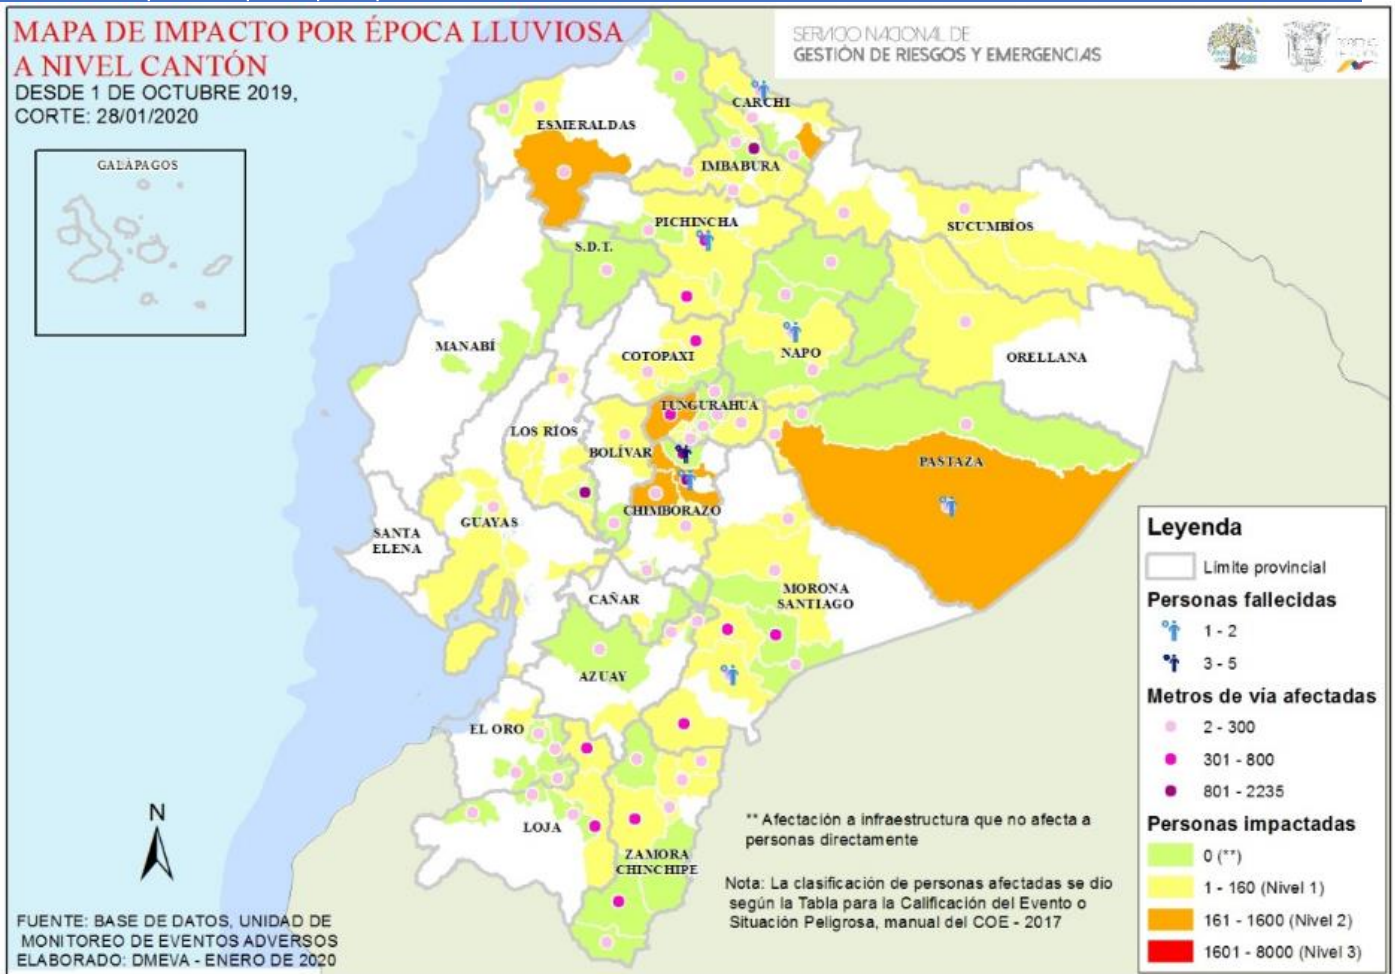 MAPA DE IMPACTO POR ÉPOCA LLUVIOSA
A NIVEL CANTÓN
DESDE 1 DE OCTUBRE 2019,
CORTE: 28/01/2020
SERVICIO NACIONAL DE
GESTIÓN DE RIESGOS Y EMERGENCIAS
GALÁPAGOS
CARCHI
ESMERALDAS
IMBABURA
PICHINCHA
SUCUMBÍOS
S.D.T.
MANABÍ
COTOPAXI
NAPO
ORELLANA
TUNGURAHUA
LOS RÍOS
BOLÍVAR
PASTAZA
CHIMBORAZO
GUAYAS
SANTA
ELENA
MORONA
SANTIAGO
CAÑAR
AZUAY
EL ORO
LOJA
ZAMORA
CHINCHIPE
N
** Afectación a infraestructura que no afecta a
personas directamente
Nota: La clasificación de personas afectadas se dío
según la Tabla para la Calificación del Evento o
Situación Peligrosa, manual del COE - 2017
FUENTE: BASE DE DATOS, UNIDAD DE
MONITOREO DE EVENTOS ADVERSOS
ELABORADO: DMEVA - ENERO DE 2020
Leyenda
Límite provincial
Personas fallecidas
1 - 2
3 - 5
Metros de vía afectadas
2 - 300
301 - 800
801 - 2235
Personas impactadas
0 (**)
1 - 160 (Nivel 1)
161 - 1600 (Nivel 2)
1601 - 8000 (Nivel 3)